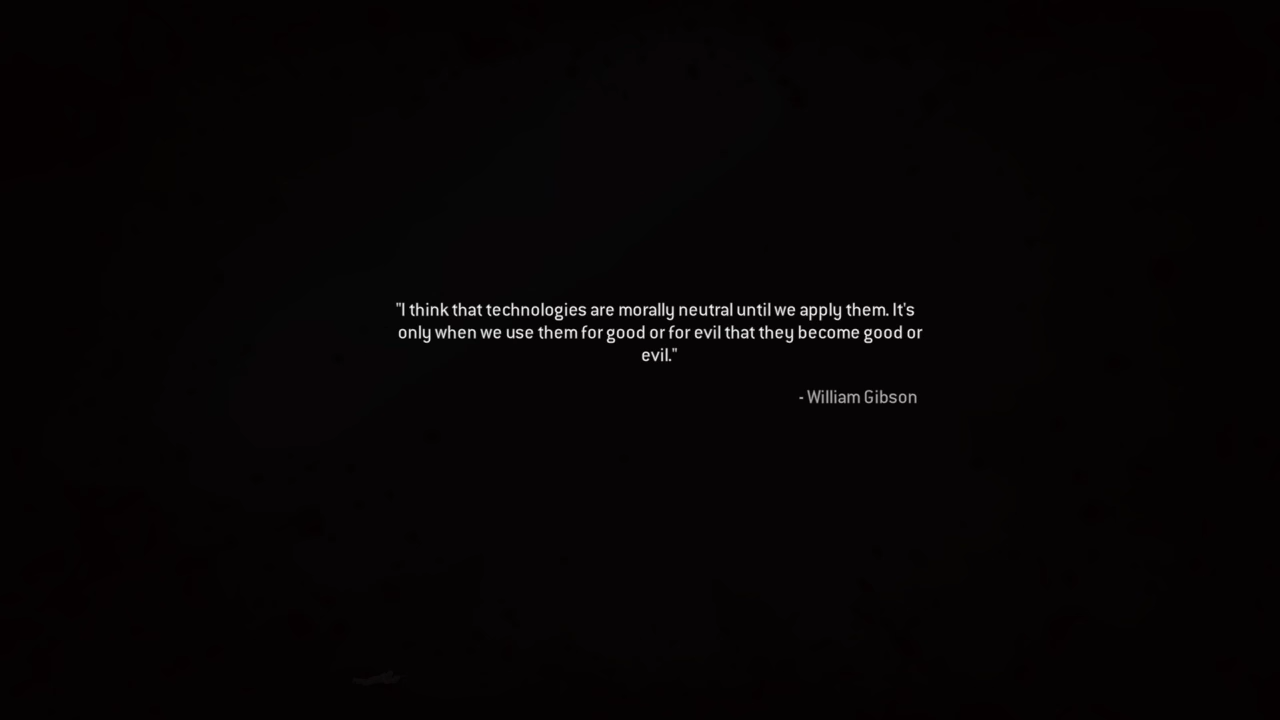 "I think that technologies are morally neutral until we apply them. It's
only when we use them for good or for evil that they become good or
evil."
- William Gibson